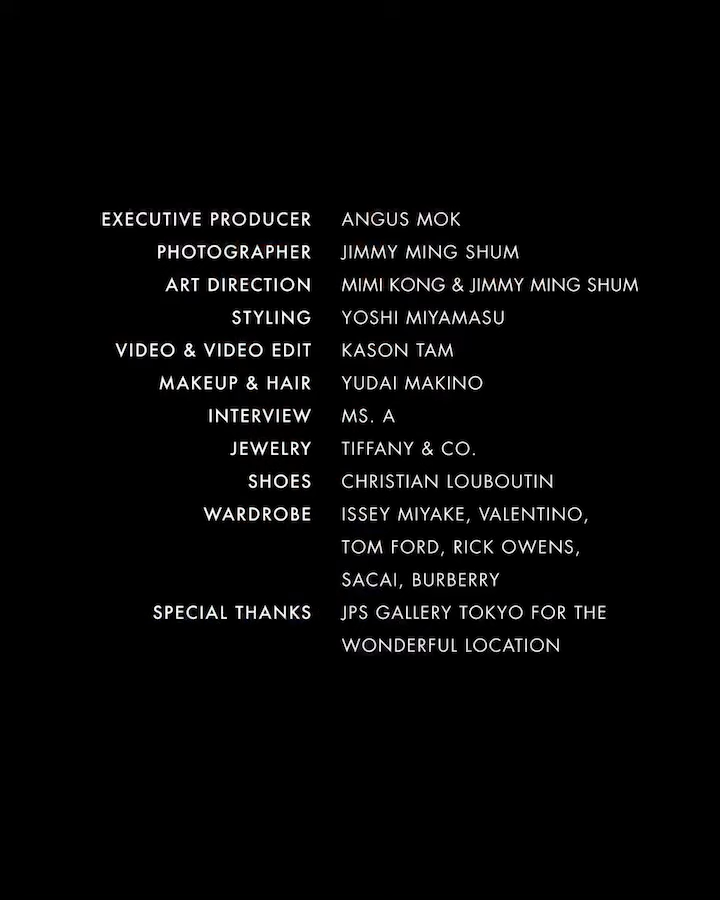 EXECUTIVE PRODUCER ANGUS MOK
PHOTOGRAPHER JIMMY MING SHUM
ART DIRECTION MIMI KONG & JIMMY MING SHUM
STYLING YOSHI MIYAMASU
VIDEO & VIDEO EDIT KASON TAM
MAKEUP & HAIR YUDAI MAKINO
INTERVIEW MS. A
JEWELRY TIFFANY & CO.
SHOES CHRISTIAN LOUBOUTIN
WARDROBE ISSEY MIYAKE, VALENTINO,
TOM FORD, RICK OWENS,
SACAI, BURBERRY
SPECIAL THANKS JPS GALLERY TOKYO FOR THE
WONDERFUL LOCATION